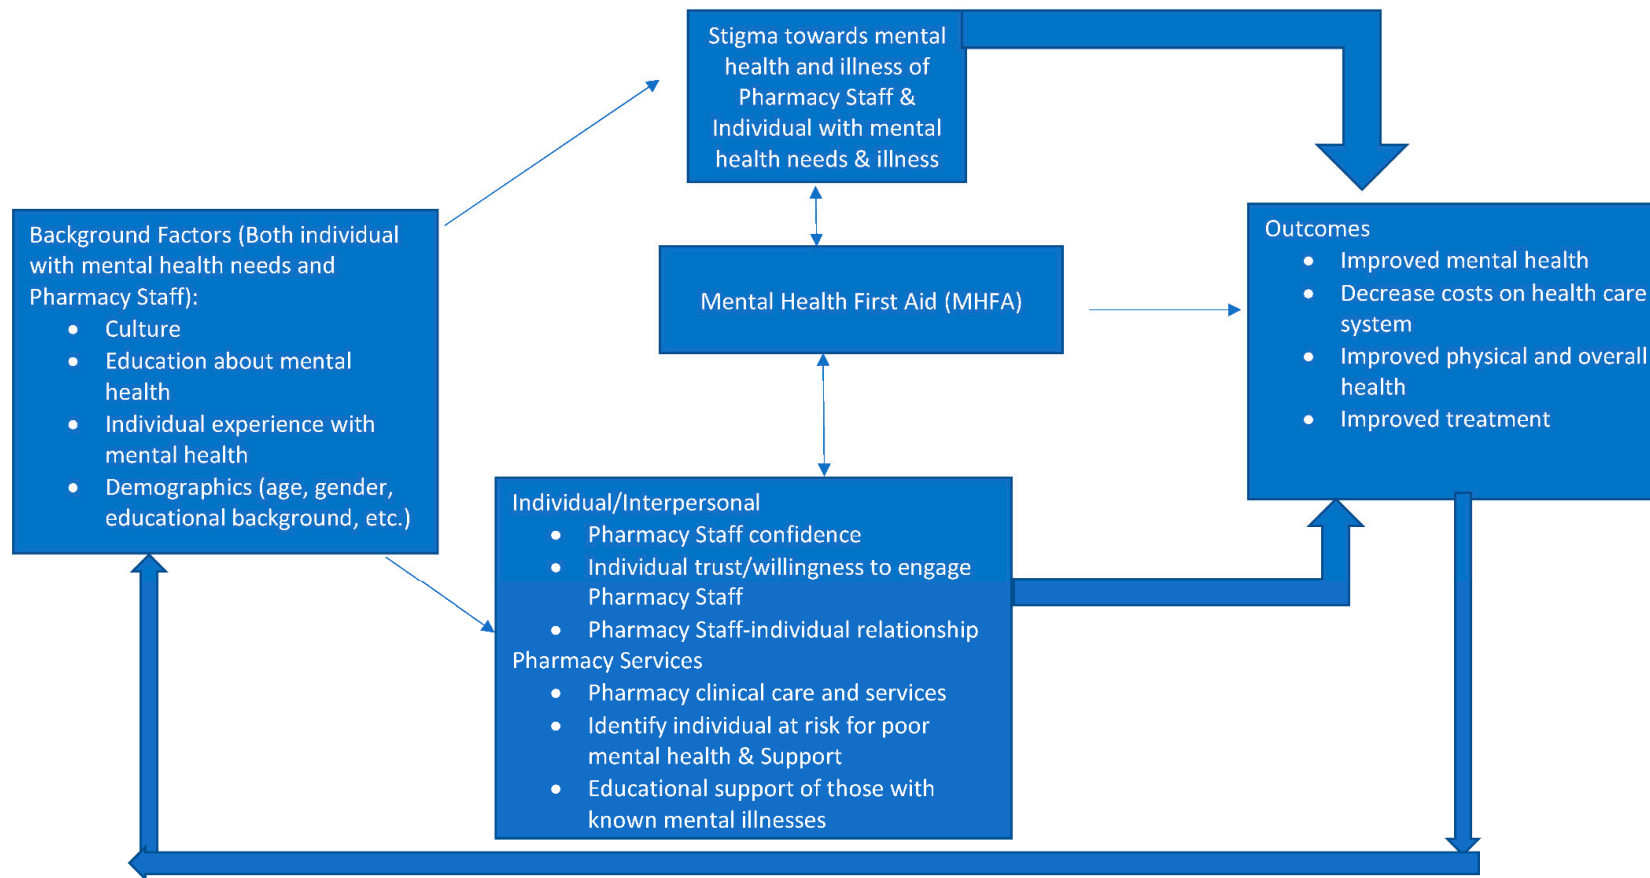 Stigma towards mental
health and illness of
Pharmacy Staff &
Individual with mental
health needs & illness
Background Factors (Both individual
with mental health needs and
Pharmacy Staff):
• Culture
• Education about mental
health
• Individual experience with
mental health
• Demographics (age, gender,
educational background, etc.)
Mental Health First Aid (MHFA)
Outcomes
• Improved mental health
• Decrease costs on health care
system
• Improved physical and overall
health
• Improved treatment
Individual/Interpersonal
• Pharmacy Staff confidence
• Individual trust/willingness to engage
Pharmacy Staff
• Pharmacy Staff-individual relationship
Pharmacy Services
• Pharmacy clinical care and services
• Identify individual at risk for poor
mental health & Support
• Educational support of those with
known mental illnesses